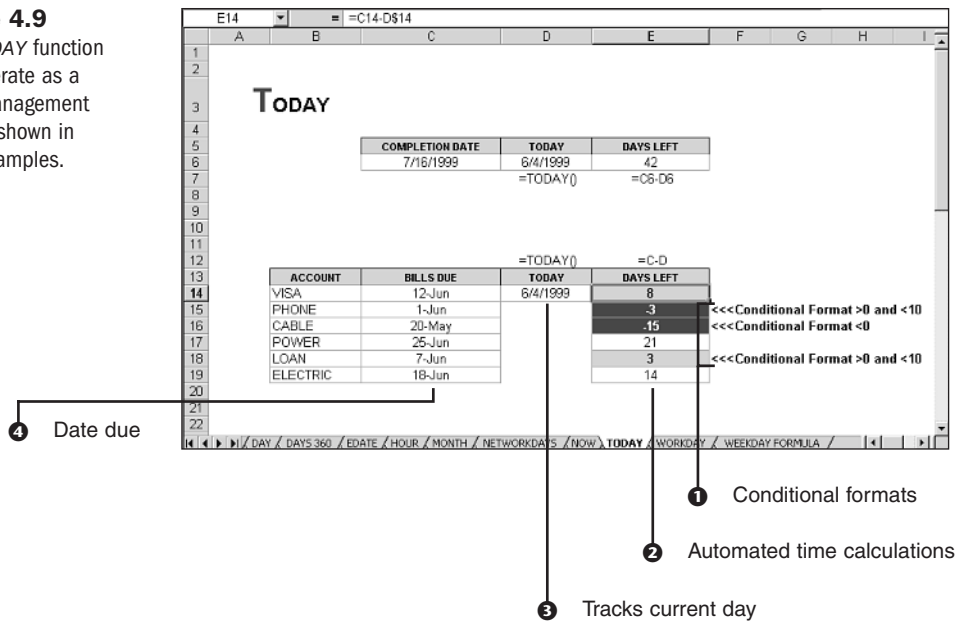 4.9
DAY function
erate as a
anagement
shown in
amples.
E14 = =C14-D$14
A B C D E F G H I
1
2
3 TODAY
4
5 COMPLETION DATE TODAY DAYS LEFT
6 7/16/1999 6/4/1999 42
7 =TODAY() =C6-D6
8
9
10
11
12 =TODAY() =C-D
13 ACCOUNT BILLS DUE TODAY DAYS LEFT
14 VISA 12-Jun 6/4/1999 8
15 PHONE 1-Jun -3 <<<Conditional Format >0 and <10
16 CABLE 20-May -15 <<<Conditional Format <0
17 POWER 25-Jun 21
18 LOAN 7-Jun 3 <<<Conditional Format >0 and <10
19 ELECTRIC 18-Jun 14
20
21
22
DAY / DAYS 360 / EDATE / HOUR / MONTH / NETWORKDAYS / NOW \ TODAY / WORKDAY / WEEKDAY FORMULA /
4 Date due
1 Conditional formats
2 Automated time calculations
3 Tracks current day